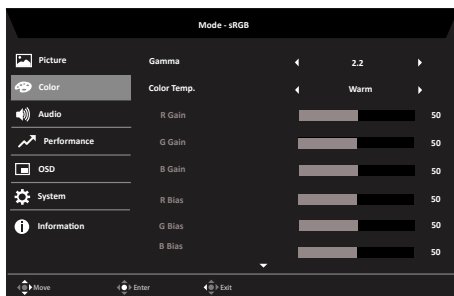 Mode - sRGB
Picture
Gamma 2.2
Color
Color Temp. Warm
Audio
R Gain 50
Performance
G Gain 50
OSD
B Gain 50
System
R Bias 50
Information
G Bias 50
B Bias 50
Move Enter Exit